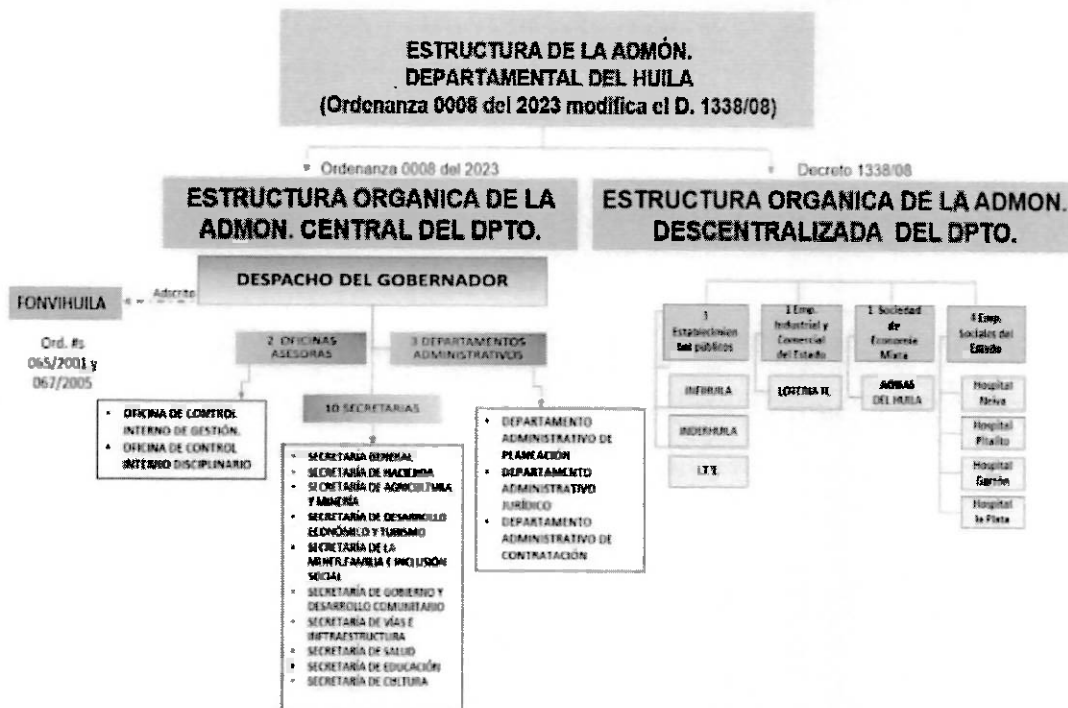 ESTRUCTURA DE LA ADMÓN.
DEPARTAMENTAL DEL HUILA
(Ordenanza 0008 del 2023 modifica el D. 1338/08)
Ordenanza 0008 del 2023
ESTRUCTURA ORGANICA DE LA
ADMON. CENTRAL DEL DPTO.
DESPACHO DEL GOBERNADOR
Adscrito
FONVIHUILA
Ord. #s
065/2001 y
067/2005
2 OFICINAS
ASESORAS
3 DEPARTAMENTOS
ADMINISTRATIVOS
10 SECRETARIAS
• OFICINA DE CONTROL
INTERNO DE GESTIÓN.
• OFICINA DE CONTROL
INTERNO DISCIPLINARIO
• SECRETARIA GENERAL
• SECRETARÍA DE HACIENDA
• SECRETARÍA DE AGRICULTURA
Y MINERÍA
• SECRETARÍA DE DESARROLLO
ECONÓMICO Y TURISMO
• SECRETARÍA DE LA
MUJER, FAMILIA E INCLUSIÓN
SOCIAL
• SECRETARÍA DE GOBIERNO Y
DESARROLLO COMUNITARIO
• SECRETARÍA DE VÍAS E
INFRAESTRUCTURA
• SECRETARÍA DE SALUD
• SECRETARÍA DE EDUCACIÓN
• SECRETARÍA DE CULTURA
• DEPARTAMENTO
ADMINISTRATIVO DE
PLANEACIÓN
• DEPARTAMENTO
ADMINISTRATIVO
JURÍDICO
• DEPARTAMENTO
ADMINISTRATIVO DE
CONTRATACIÓN
Decreto 1338/08
ESTRUCTURA ORGANICA DE LA ADMON.
DESCENTRALIZADA DEL DPTO.
3
Establecimien
tos públicos
INFIHUILA
INDERHUILA
1 Emp.
Industrial y
Comercial
del Estado
1 Sociedad
de
Economía
Mixta
AGUAS
DEL HUILA
4 Emp.
Sociales del
Estado
Hospital
Neiva
Hospital
Pitalito
Hospital
Garzón
Hospital
la Plata